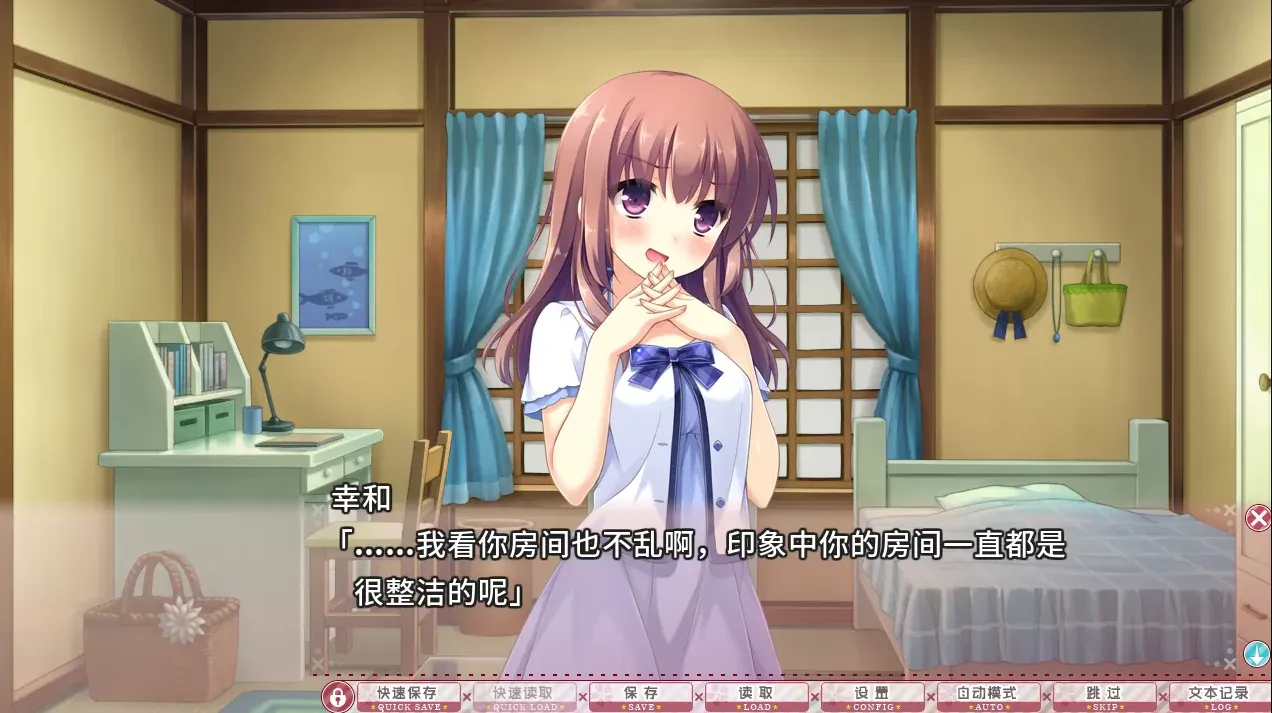 幸和
「……我看你房间也不乱啊，印象中你的房间一直都是
很整洁的呢」
快速保存 快速读取 保存 读取 设置 自动模式 跳过 文本记录
QUICK SAVE QUICK LOAD SAVE LOAD CONFIG AUTO SKIP LOG